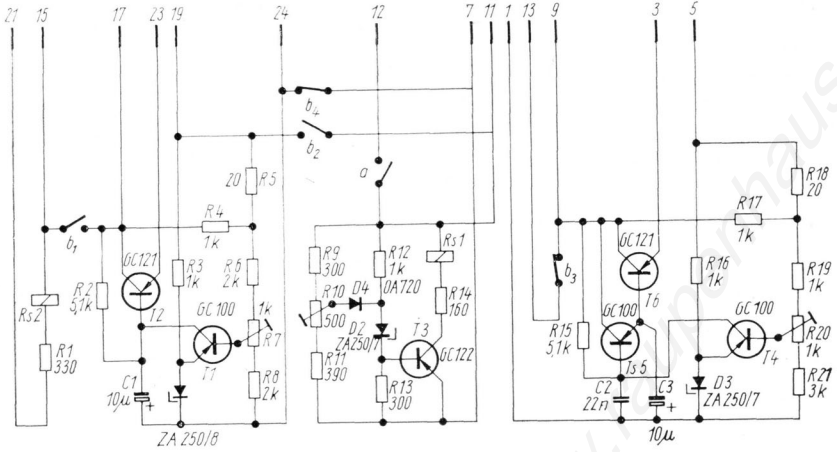 21 15 17 23 19 24 12 7 11 1 13 9 3 5
b4
b2
a
20 R5
R18
20
R4
1k
R17
1k
b1
b3
GC121
T2
R2
5,1k
R3
1k
R6
2k
GC100
T1
1k
R7
R8
2k
Rs2
R1
330
C1
10µ
+
ZA 250/8
R9
300
R10
500
R11
390
D4
R12
1k
OA720
D2
ZA250/7
R13
300
Rs1
R14
160
T3
GC122
GC121
T6
GC100
Ts5
R15
5,1k
C2
22n
C3
10µ
+
R16
1k
GC100
T4
D3
ZA 250/7
R19
1k
R20
1k
R21
3k
www.raupenhaus